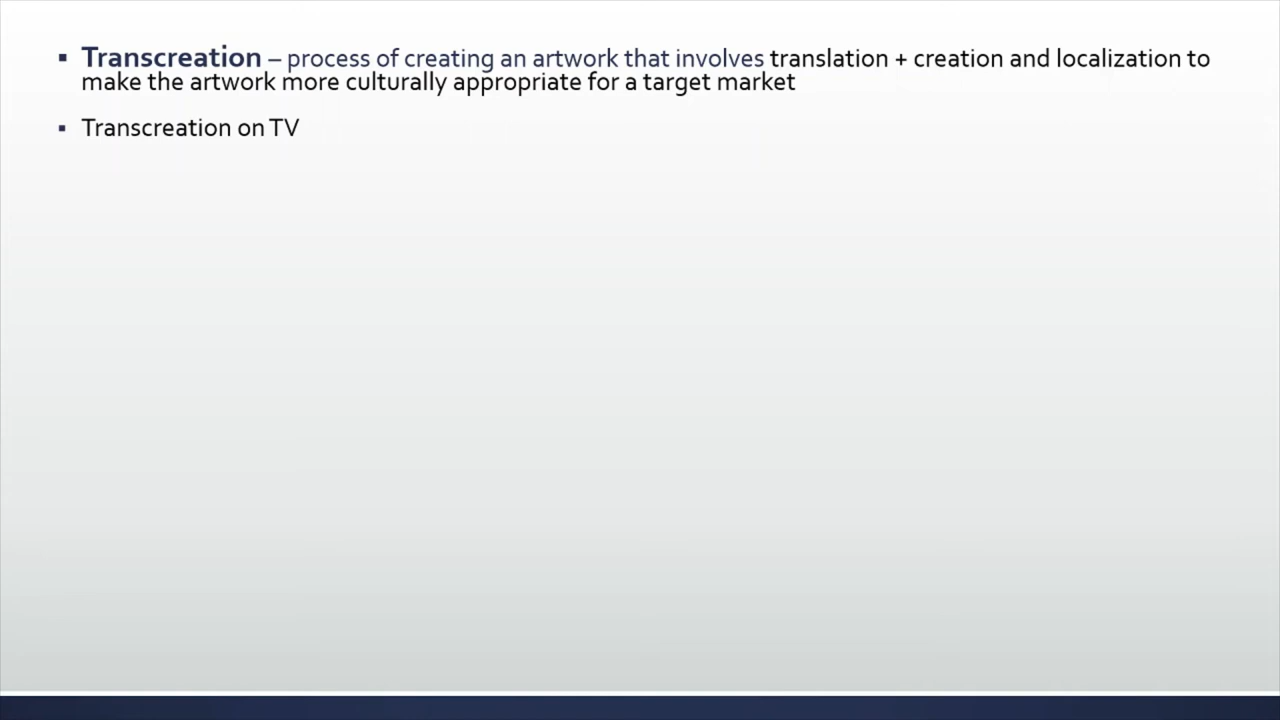 ▪ Transcreation – process of creating an artwork that involves translation + creation and localization to
make the artwork more culturally appropriate for a target market
▪ Transcreation on TV